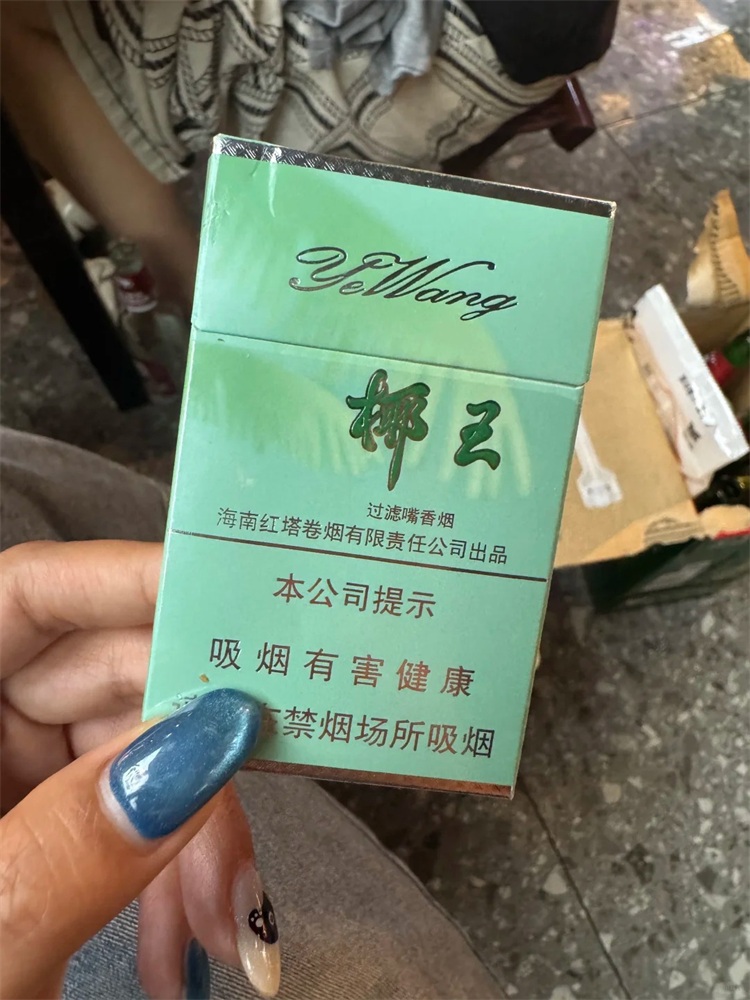 YeWang
椰王
过滤嘴香烟
海南红塔卷烟有限责任公司出品
本公司提示
吸烟有害健康
禁烟场所吸烟